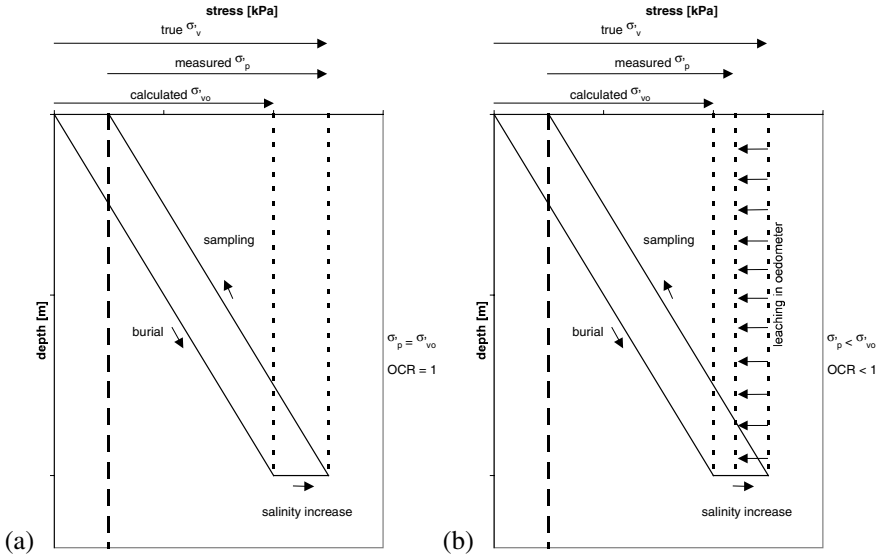 stress [kPa]
true σ'v
measured σ'p
calculated σ'vo
depth [m]
sampling
burial
salinity increase
σ'p = σ'vo
OCR = 1
(a)
stress [kPa]
true σ'v
measured σ'p
calculated σ'vo
depth [m]
sampling
burial
leaching in oedometer
salinity increase
σ'p < σ'vo
OCR < 1
(b)